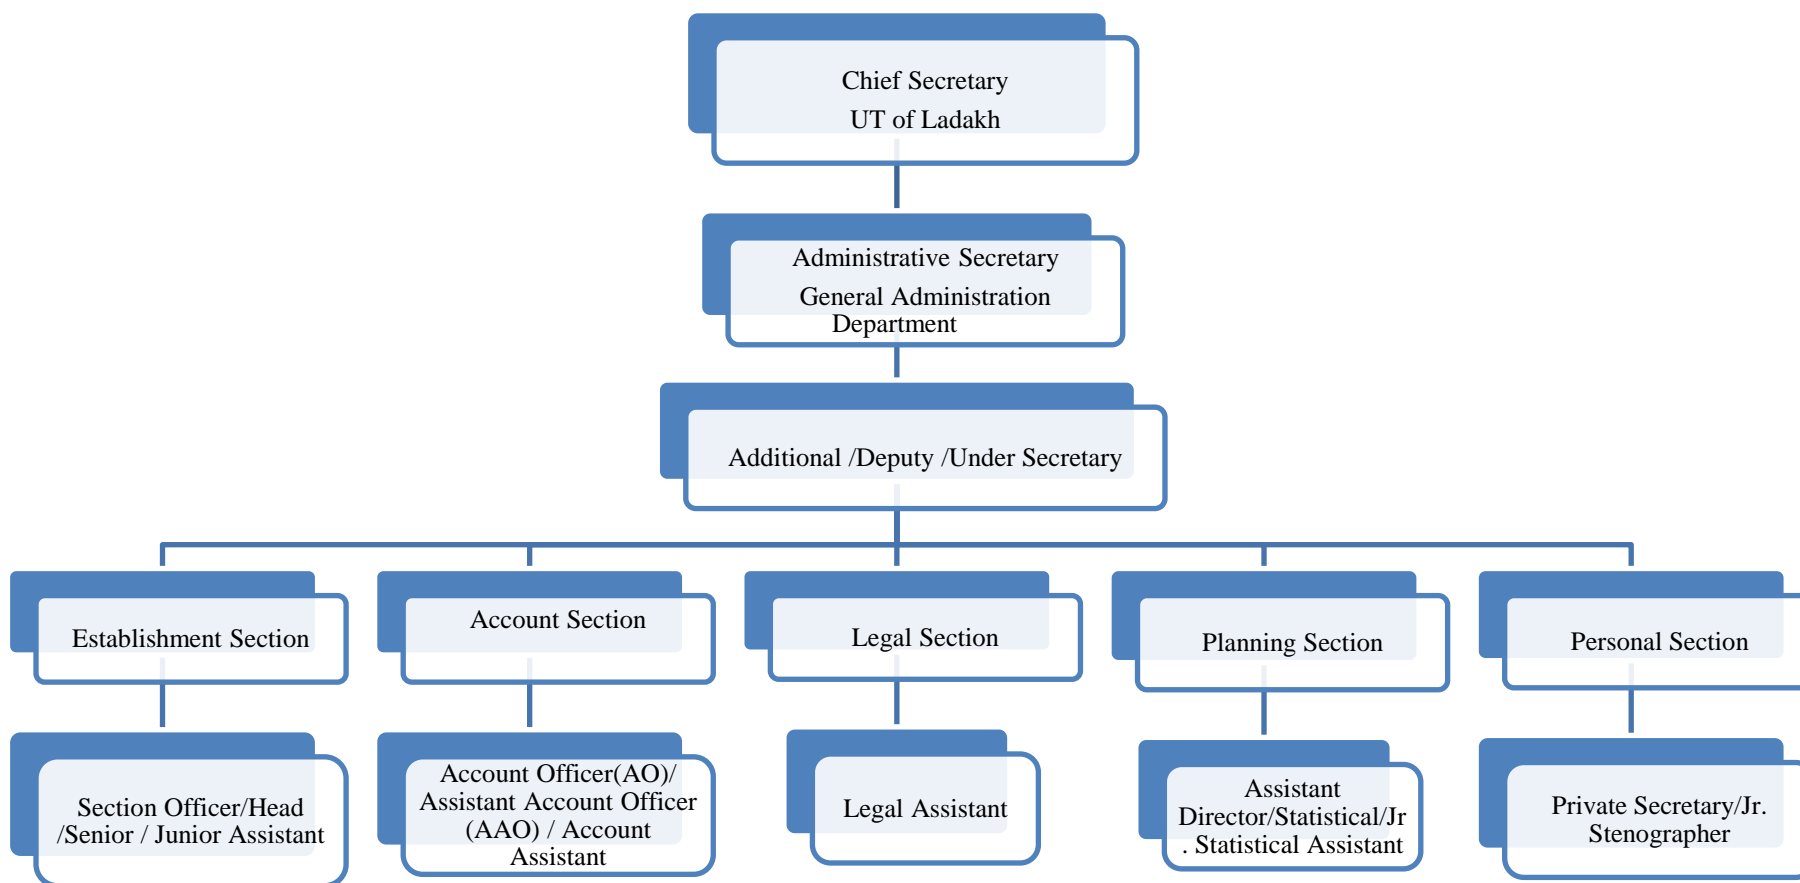 Chief Secretary
UT of Ladakh
Administrative Secretary
General Administration
Department
Additional /Deputy /Under Secretary
Establishment Section
Account Section
Legal Section
Planning Section
Personal Section
Section Officer/Head
/Senior / Junior Assistant
Account Officer(AO)/
Assistant Account Officer
(AAO) / Account
Assistant
Legal Assistant
Assistant
Director/Statistical/Jr
. Statistical Assistant
Private Secretary/Jr.
Stenographer